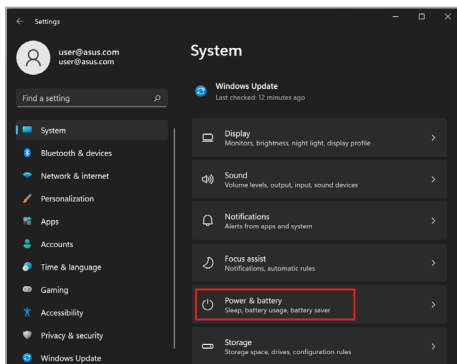 Settings
user@asus.com
user@asus.com
Find a setting
System
Bluetooth & devices
Network & internet
Personalization
Apps
Accounts
Time & language
Gaming
Accessibility
Privacy & security
Windows Update
System
Windows Update
Last checked: 12 minutes ago
Display
Monitors, brightness, night light, display profile
Sound
Volume levels, output, input, sound devices
Notifications
Alerts from apps and system
Focus assist
Notifications, automatic rules
Power & battery
Sleep, battery usage, battery saver
Storage
Storage space, drives, configuration rules